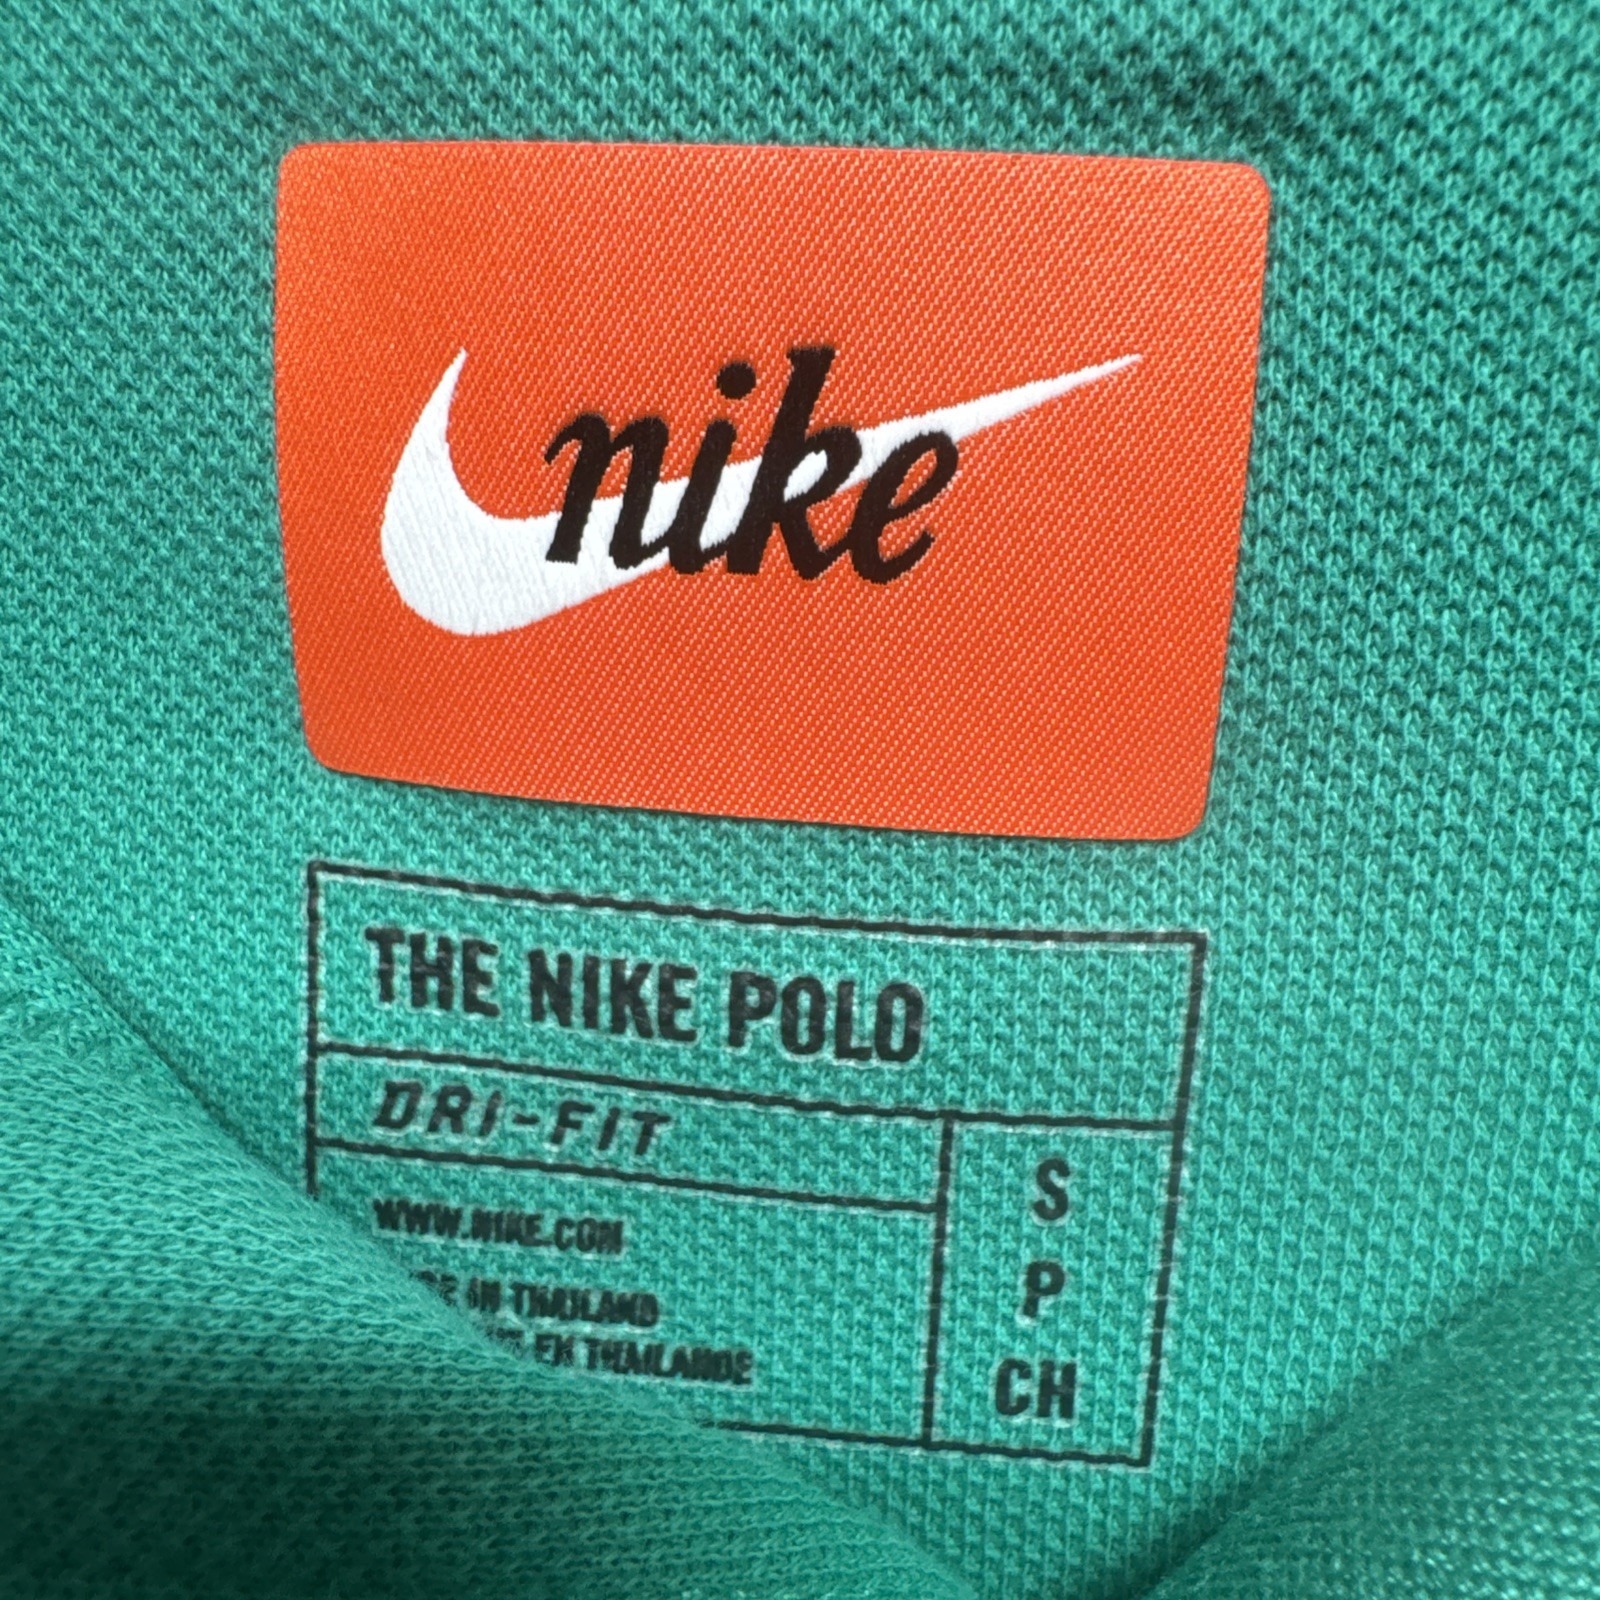 nike
THE NIKE POLO
DRI-FIT
WWW.NIKE.COM
IN THAILAND
EN THAILANDE
S
P
CH